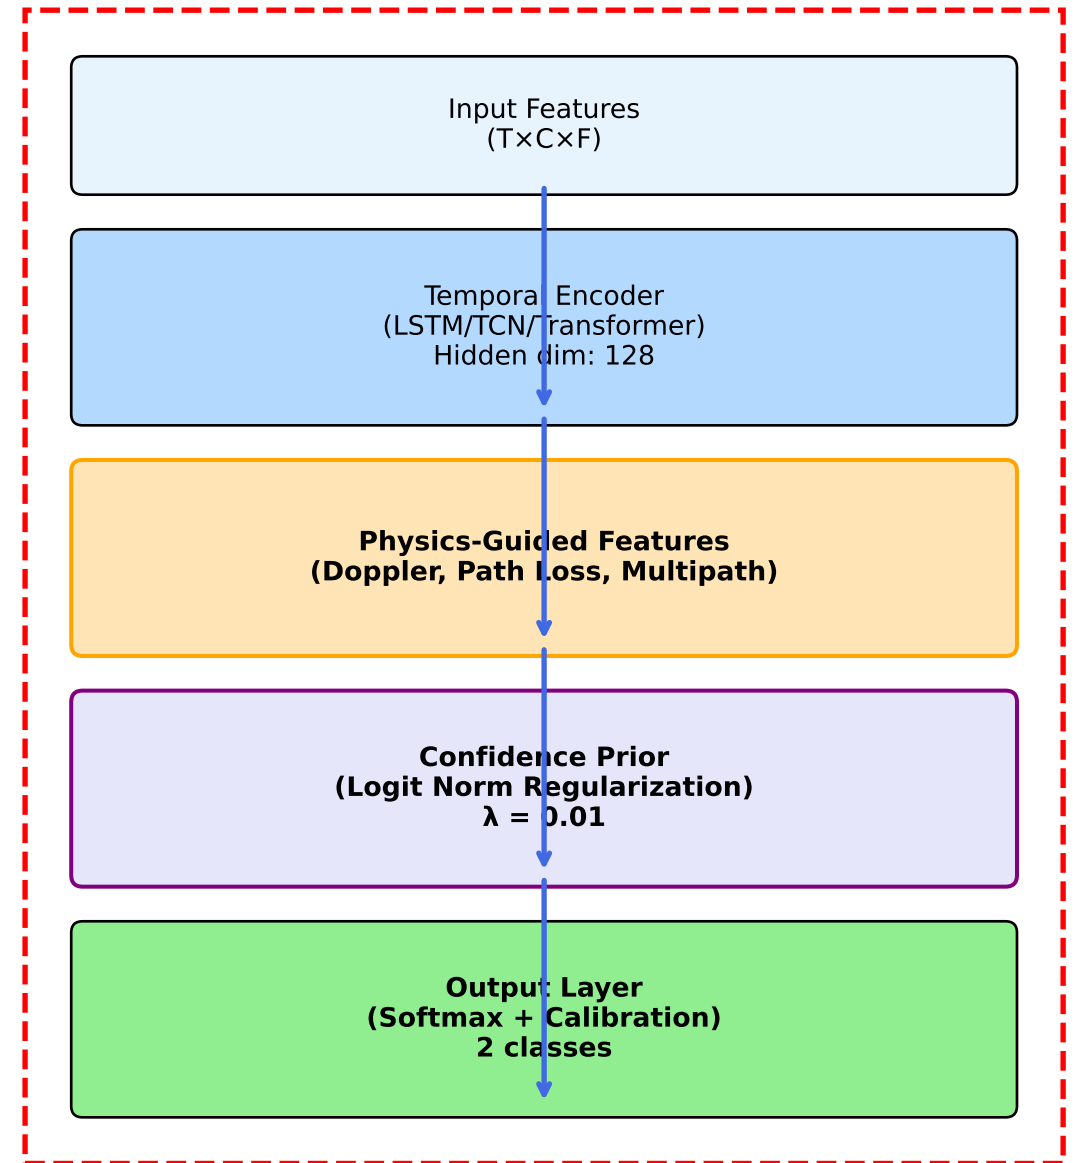 Input Features
(T×C×F)
Temporal Encoder
(LSTM/TCN/Transformer)
Hidden dim: 128
Physics-Guided Features
(Doppler, Path Loss, Multipath)
Confidence Prior
(Logit Norm Regularization)
λ = 0.01
Output Layer
(Softmax + Calibration)
2 classes